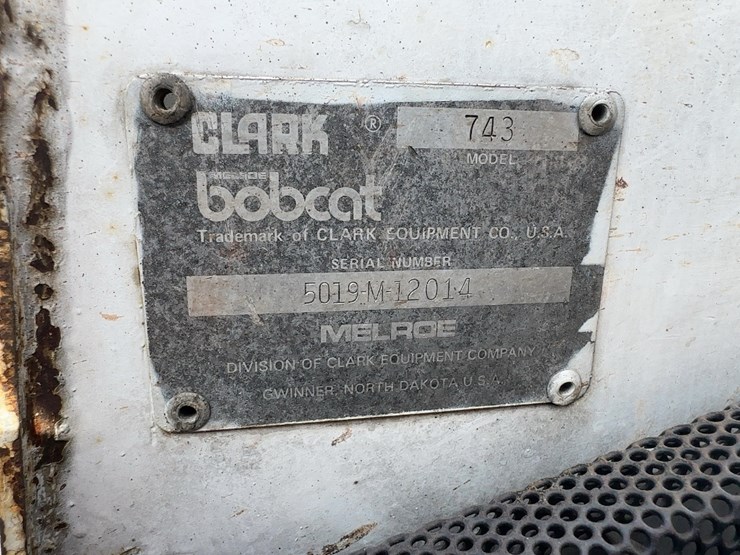 CLARK ® 743
MODEL
MELROE
bobcat
Trademark of CLARK EQUIPMENT CO., U.S.A.
SERIAL NUMBER
5019-M-12014
MELROE
DIVISION OF CLARK EQUIPMENT COMPANY
GWINNER, NORTH DAKOTA U.S.A.